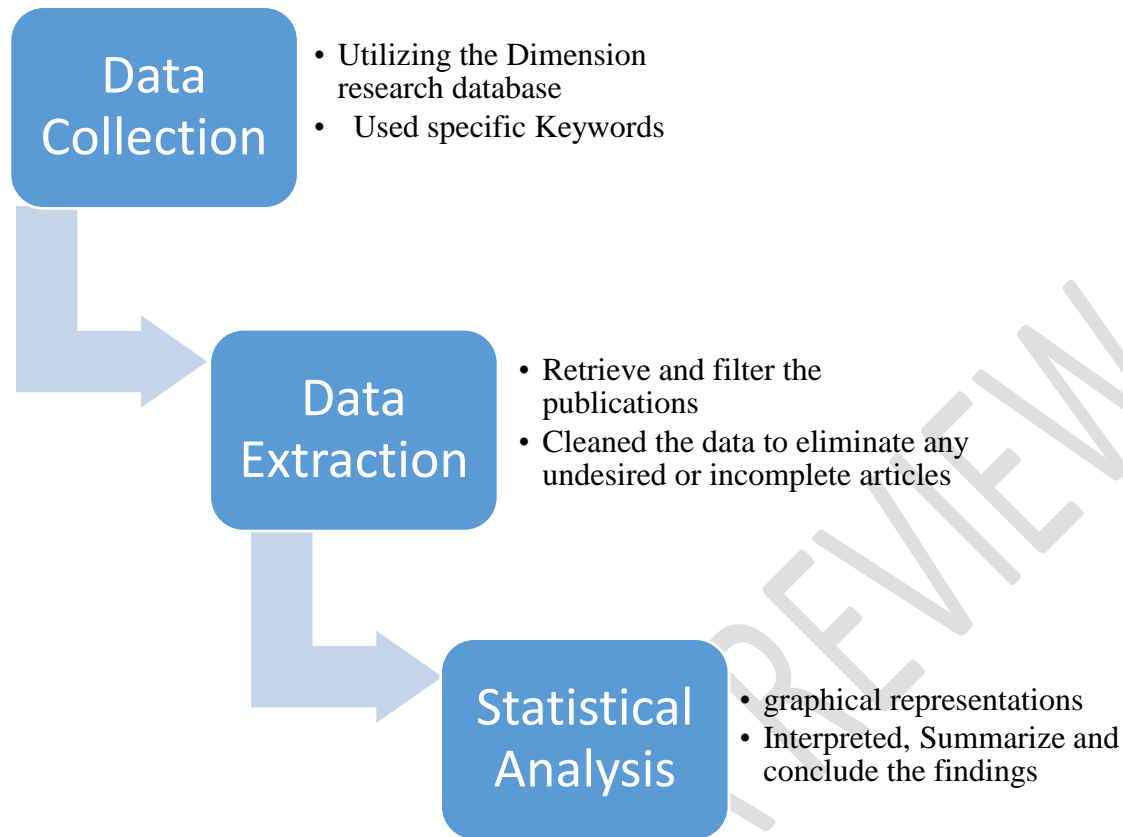 Data
Collection
• Utilizing the Dimension
research database
• Used specific Keywords
Data
Extraction
• Retrieve and filter the
publications
• Cleaned the data to eliminate any
undesired or incomplete articles
Statistical
Analysis
• graphical representations
• Interpreted, Summarize and
conclude the findings
REVIEW